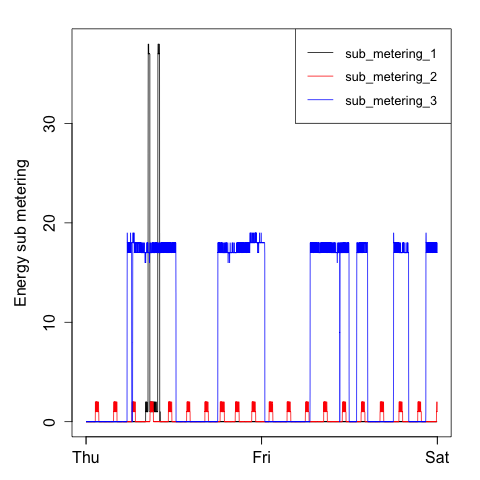 sub_metering_1
sub_metering_2
sub_metering_3
Energy sub metering
30
20
10
0
Thu Fri Sat